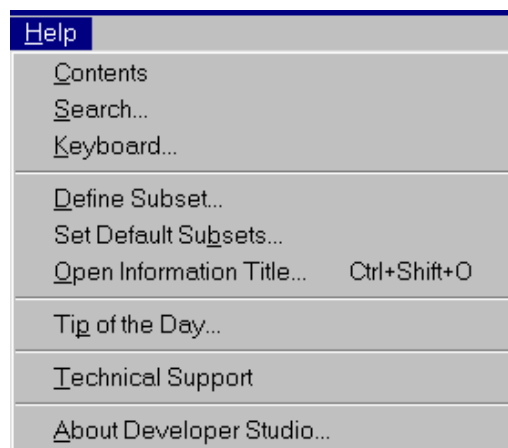 Help
Contents
Search...
Keyboard...
Define Subset...
Set Default Subsets...
Open Information Title... Ctrl+Shift+O
Tip of the Day...
Technical Support
About Developer Studio...